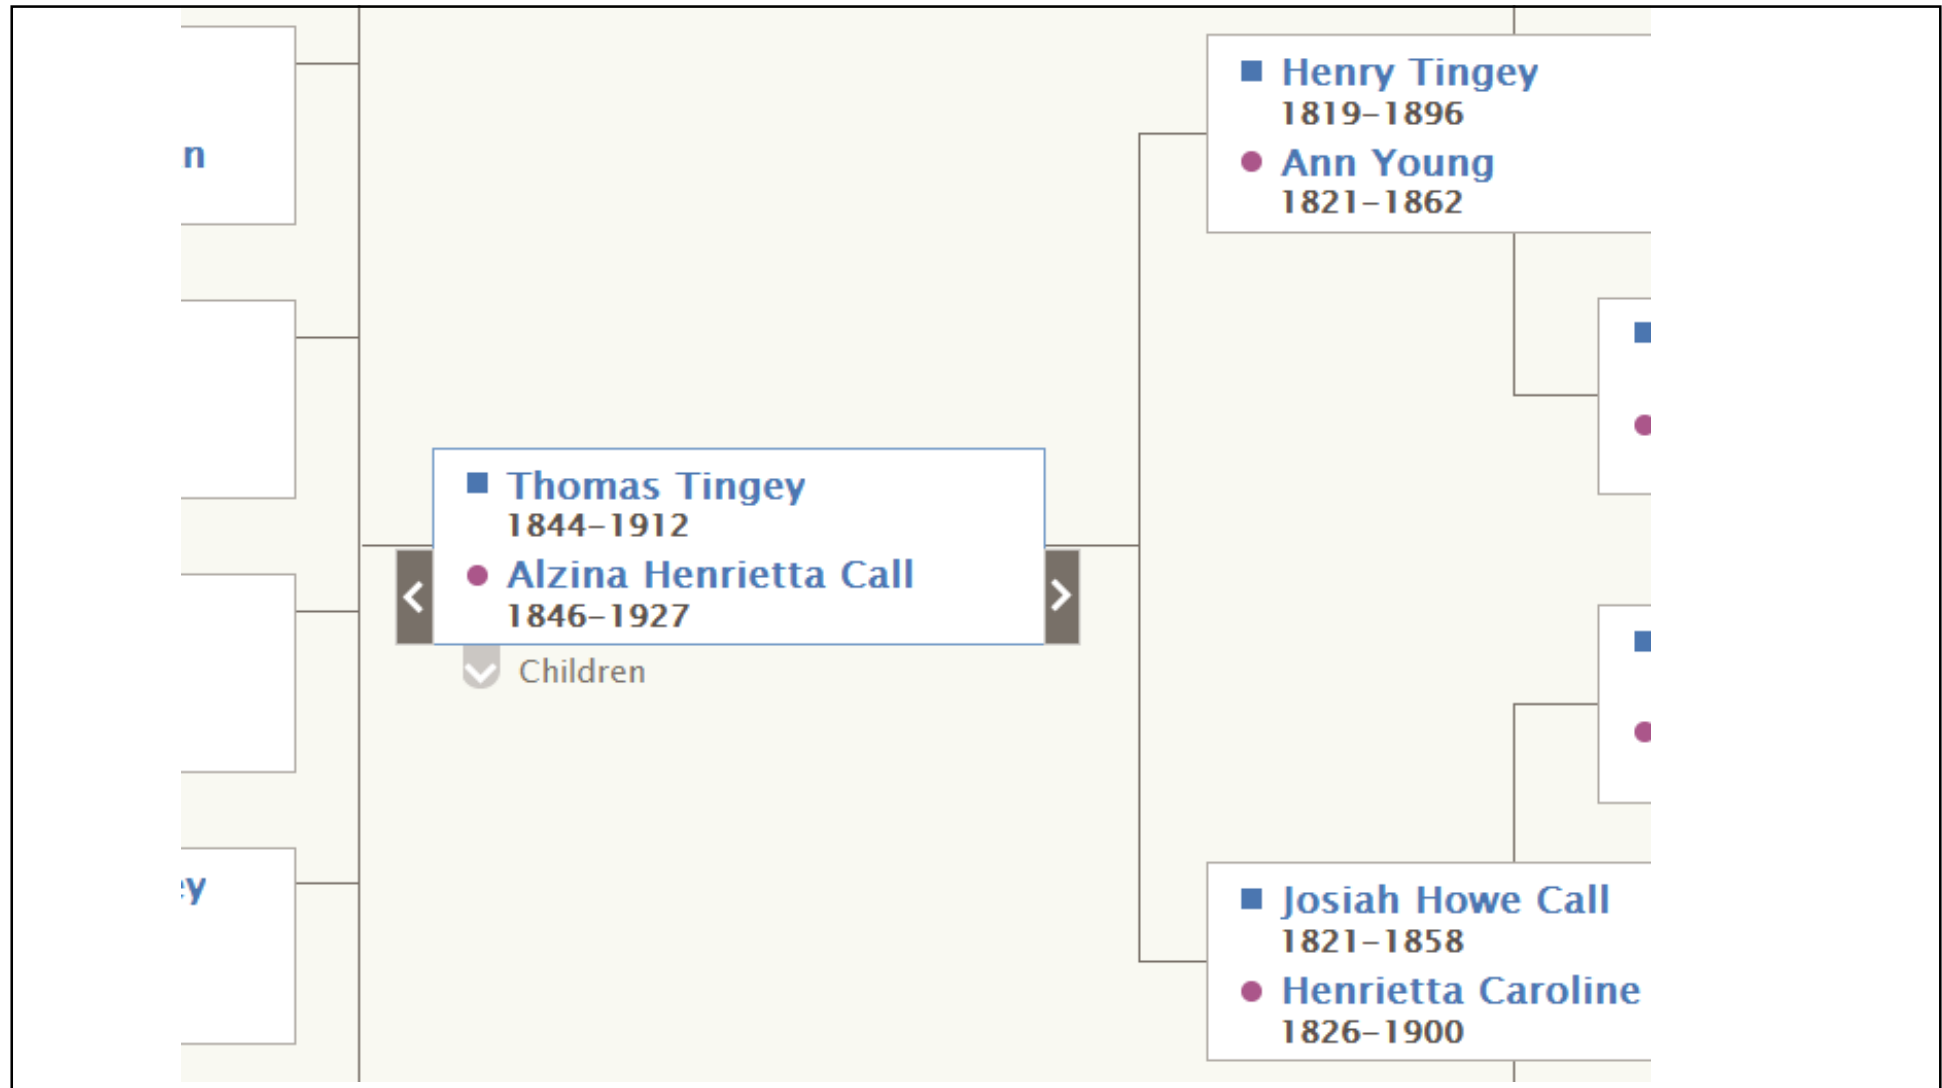 n
Henry Tingey
1819–1896
Ann Young
1821–1862
Thomas Tingey
1844–1912
Alzina Henrietta Call
1846–1927
Children
y
Josiah Howe Call
1821–1858
Henrietta Caroline
1826–1900